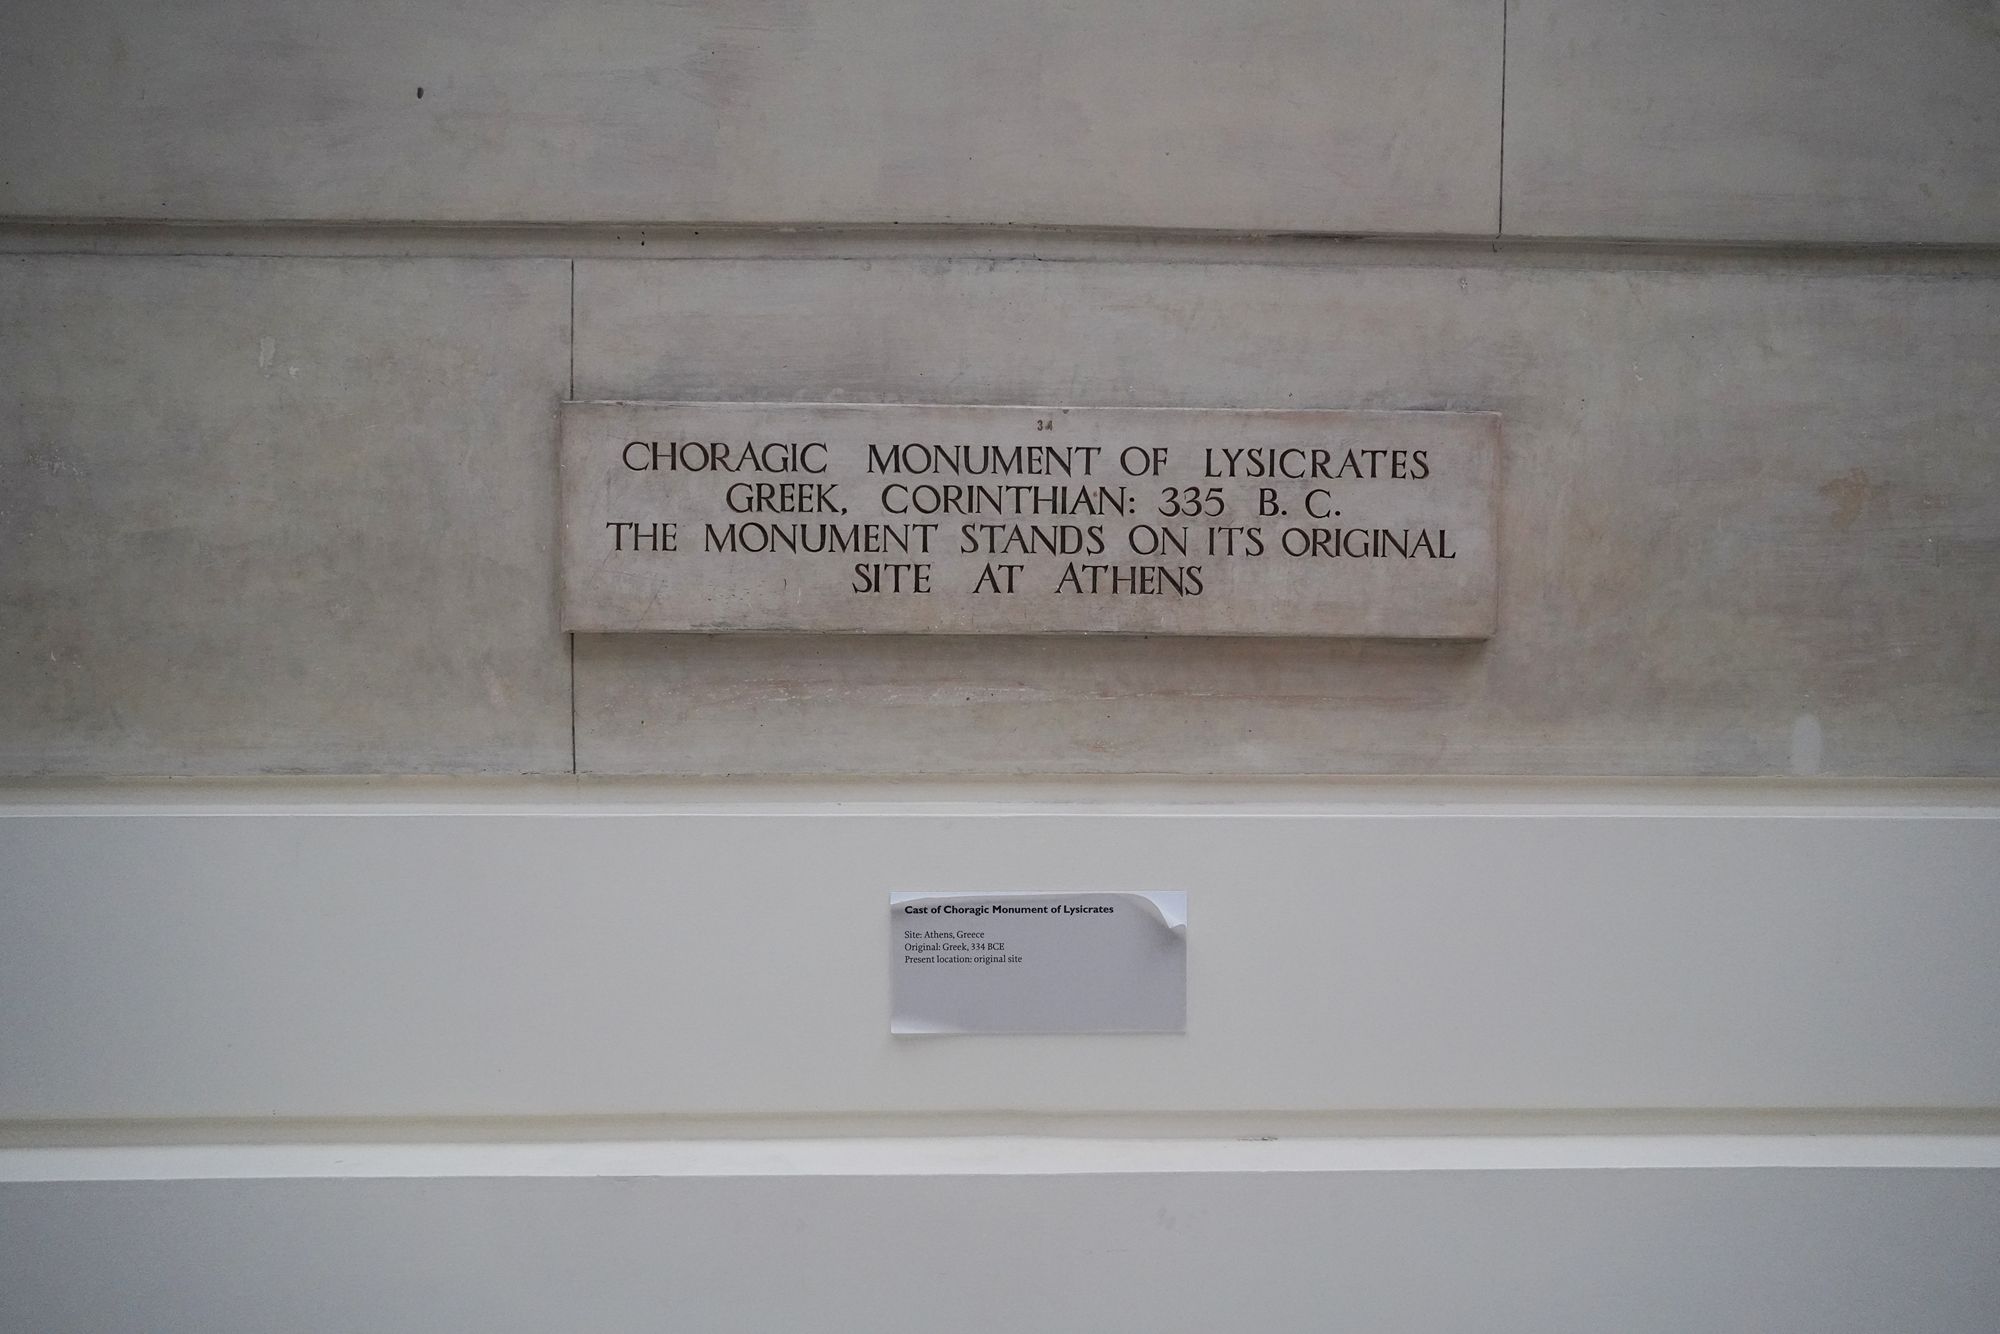 34
CHORAGIC MONUMENT OF LYSICRATES
GREEK, CORINTHIAN: 335 B. C.
THE MONUMENT STANDS ON ITS ORIGINAL
SITE AT ATHENS
Cast of Choragic Monument of Lysicrates
Site: Athens, Greece
Original: Greek, 334 BCE
Present location: original site